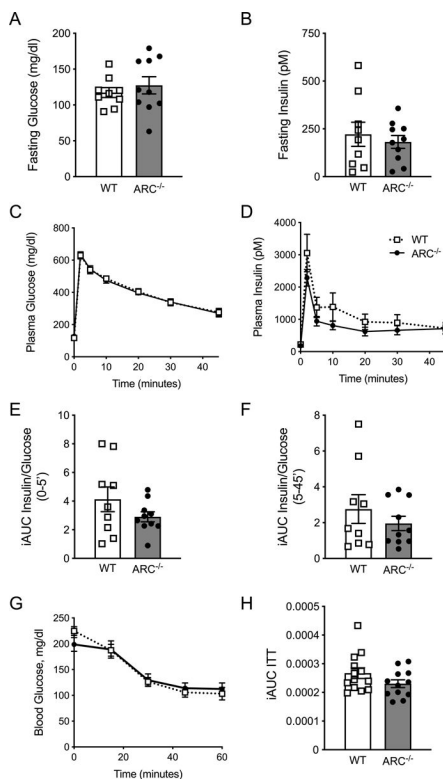 A
Fasting Glucose (mg/dl)
200
150
100
50
0
WT
ARC-/-
B
Fasting Insulin (pM)
750
500
250
0
WT
ARC-/-
C
Plasma Glucose (mg/dl)
800
600
400
200
0
0
10
20
30
40
Time (minutes)
D
Plasma Insulin (pM)
4000
3000
2000
1000
0
0
10
20
30
40
Time (minutes)
WT
ARC-/-
E
iAUC Insulin/Glucose
(0-5')
10
8
6
4
2
0
WT
ARC-/-
F
iAUC Insulin/Glucose
(5-45')
8
6
4
2
0
WT
ARC-/-
G
Blood Glucose, mg/dl
250
200
150
100
50
0
0
15
30
45
60
Time (minutes)
H
iAUC ITT
0.0005
0.0004
0.0003
0.0002
0.0001
0
WT
ARC-/-